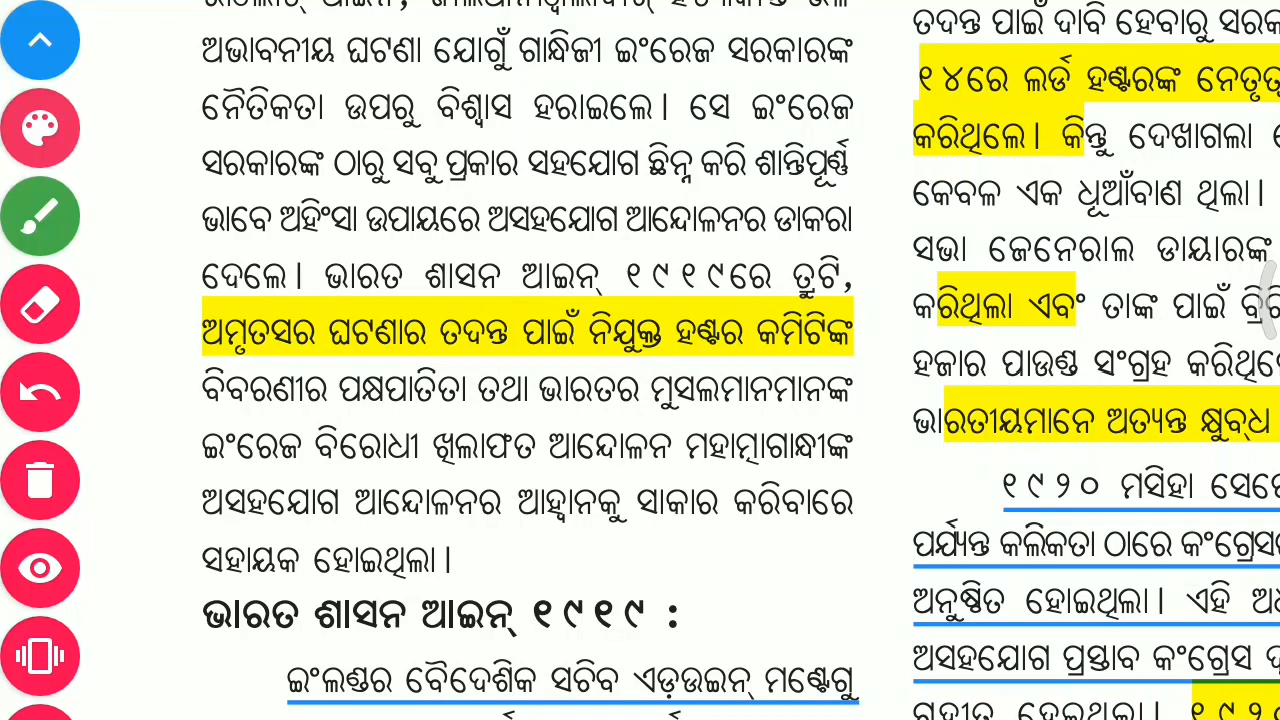 ଅଭାବନୀୟ ଘଟଣା ଯୋଗୁଁ ଗାନ୍ଧିଜୀ ଇଂରେଜ ସରକାରଙ୍କ
ନୈତିକତା ଉପରୁ ବିଶ୍ୱାସ ହରାଇଲେ। ସେ ଇଂରେଜ
ସରକାରଙ୍କ ଠାରୁ ସବୁ ପ୍ରକାର ସହଯୋଗ ଛିନ୍ନ କରି ଶାନ୍ତିପୂର୍ଣ୍ଣ
ଭାବେ ଅହିଂସା ଉପାୟରେ ଅସହଯୋଗ ଆନ୍ଦୋଳନର ଡାକରା
ଦେଲେ। ଭାରତ ଶାସନ ଆଇନ୍ ୧୯୧୯ରେ ତ୍ରୁଟି,
ଅମୃତସର ଘଟଣାର ତଦନ୍ତ ପାଇଁ ନିଯୁକ୍ତ ହଣ୍ଟର କମିଟିଙ୍କ
ବିବରଣୀର ପକ୍ଷପାତିତା ତଥା ଭାରତର ମୁସଲମାନମାନଙ୍କ
ଇଂରେଜ ବିରୋଧୀ ଖିଲାଫତ ଆନ୍ଦୋଳନ ମହାତ୍ମାଗାନ୍ଧୀଙ୍କ
ଅସହଯୋଗ ଆନ୍ଦୋଳନର ଆହ୍ୱାନକୁ ସାକାର କରିବାରେ
ସହାୟକ ହୋଇଥିଲା।
ଭାରତ ଶାସନ ଆଇନ୍ ୧୯୧୯ :
ଇଂଲଣ୍ଡର ବୈଦେଶିକ ସଚିବ ଏଡ଼ଉଇନ୍ ମଣ୍ଟେଗୁ
ତଦନ୍ତ ପାଇଁ ଦାବି ହେବାରୁ
୧୪ରେ ଲର୍ଡ ହଣ୍ଟରଙ୍କ
କରିଥିଲେ। କିନ୍ତୁ ଦେଖାଗଲା
କେବଳ ଏକ ଧୂଆଁବାଣ ଥିଲା।
ସଭା ଜେନେରାଲ ଡାୟାରଙ୍କ
କରିଥିଲା ଏବଂ ତାଙ୍କ ପାଇଁ
ହଜାର ପାଉଣ୍ଡ ସଂଗ୍ରହ
ଭାରତୀୟମାନେ ଅତ୍ୟନ୍ତ କ୍ଷୁବ୍ଧ
୧୯୨୦ ମସିହା
ପର୍ଯ୍ୟନ୍ତ କଲିକତା ଠାରେ
ଅନୁଷ୍ଠିତ ହୋଇଥିଲା। ଏହି
ଅସହଯୋଗ ପ୍ରସ୍ତାବ କଂଗ୍ରେସ